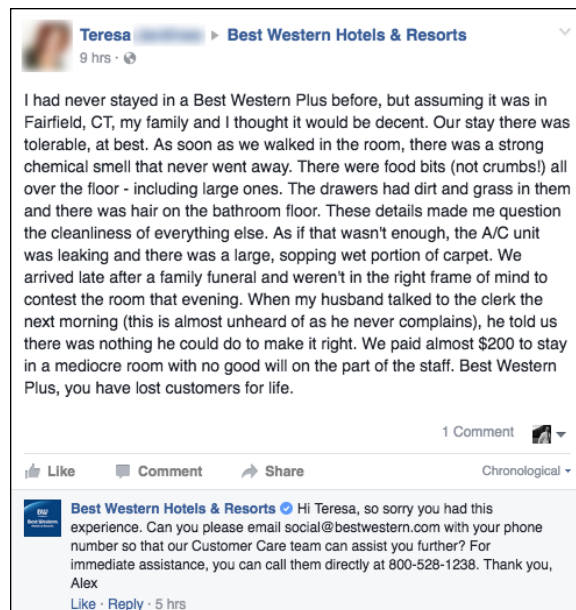 Teresa ▸ Best Western Hotels & Resorts
9 hrs ·
I had never stayed in a Best Western Plus before, but assuming it was in
Fairfield, CT, my family and I thought it would be decent. Our stay there was
tolerable, at best. As soon as we walked in the room, there was a strong
chemical smell that never went away. There were food bits (not crumbs!) all
over the floor - including large ones. The drawers had dirt and grass in them
and there was hair on the bathroom floor. These details made me question
the cleanliness of everything else. As if that wasn't enough, the A/C unit
was leaking and there was a large, sopping wet portion of carpet. We
arrived late after a family funeral and weren't in the right frame of mind to
contest the room that evening. When my husband talked to the clerk the
next morning (this is almost unheard of as he never complains), he told us
there was nothing he could do to make it right. We paid almost $200 to stay
in a mediocre room with no good will on the part of the staff. Best Western
Plus, you have lost customers for life.
1 Comment
Like Comment Share Chronological
BW
Best Western
Hotels & Resorts
Best Western Hotels & Resorts Hi Teresa, so sorry you had this
experience. Can you please email social@bestwestern.com with your phone
number so that our Customer Care team can assist you further? For
immediate assistance, you can call them directly at 800-528-1238. Thank you,
Alex
Like · Reply · 5 hrs